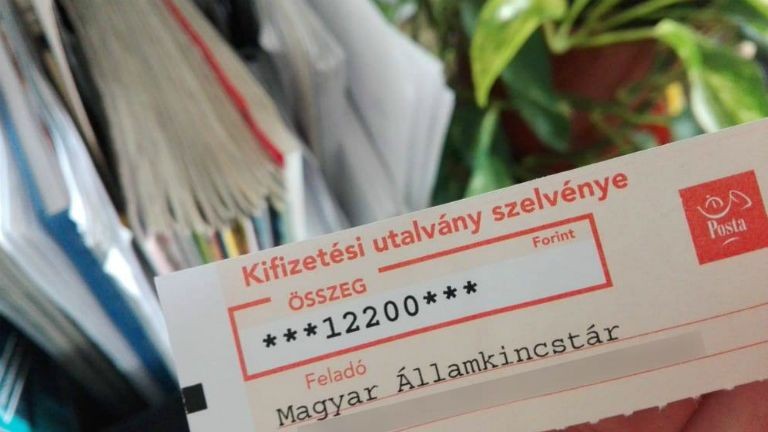 Kifizetési utalvány szelvénye
Posta
ÖSSZEG
Forint
***12200***
Feladó
Magyar Államkincstár